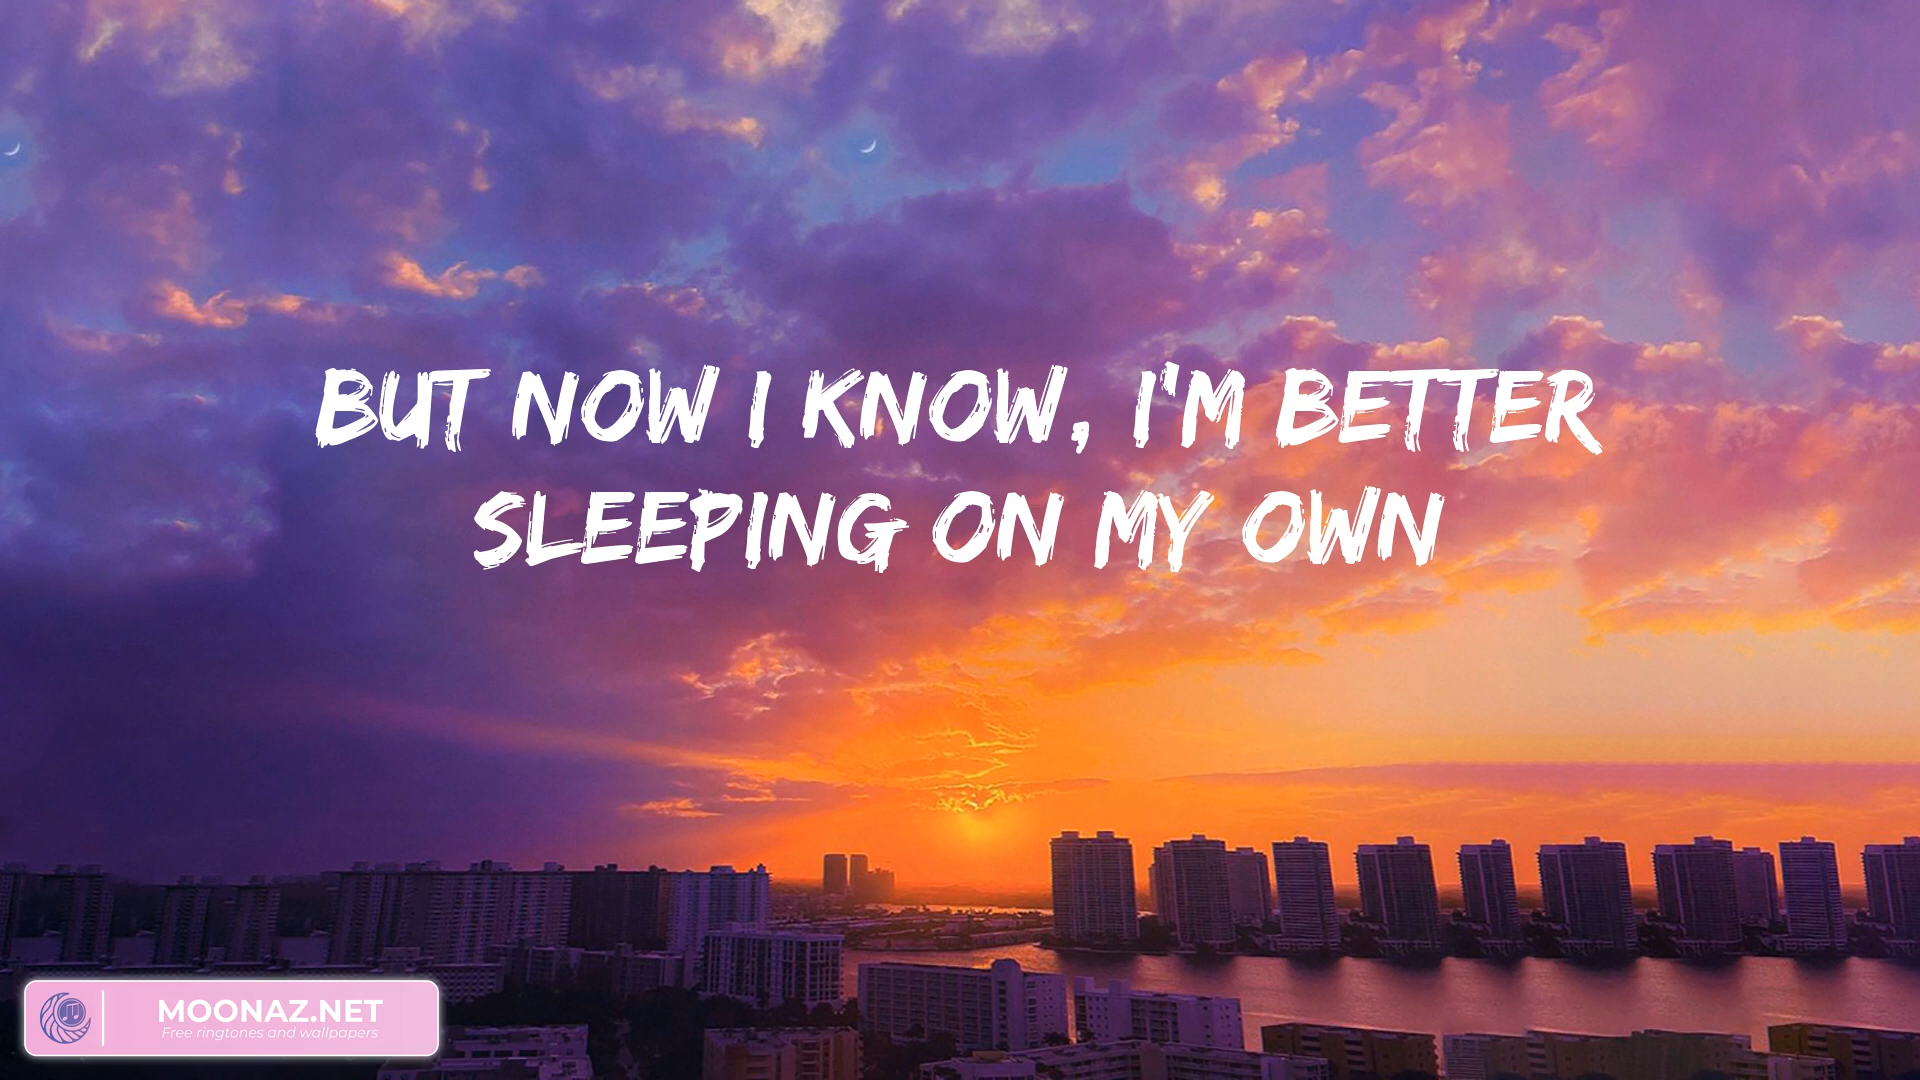 BUT NOW I KNOW, I'M BETTER
SLEEPING ON MY OWN
MOONAZ.NET
Free ringtones and wallpapers